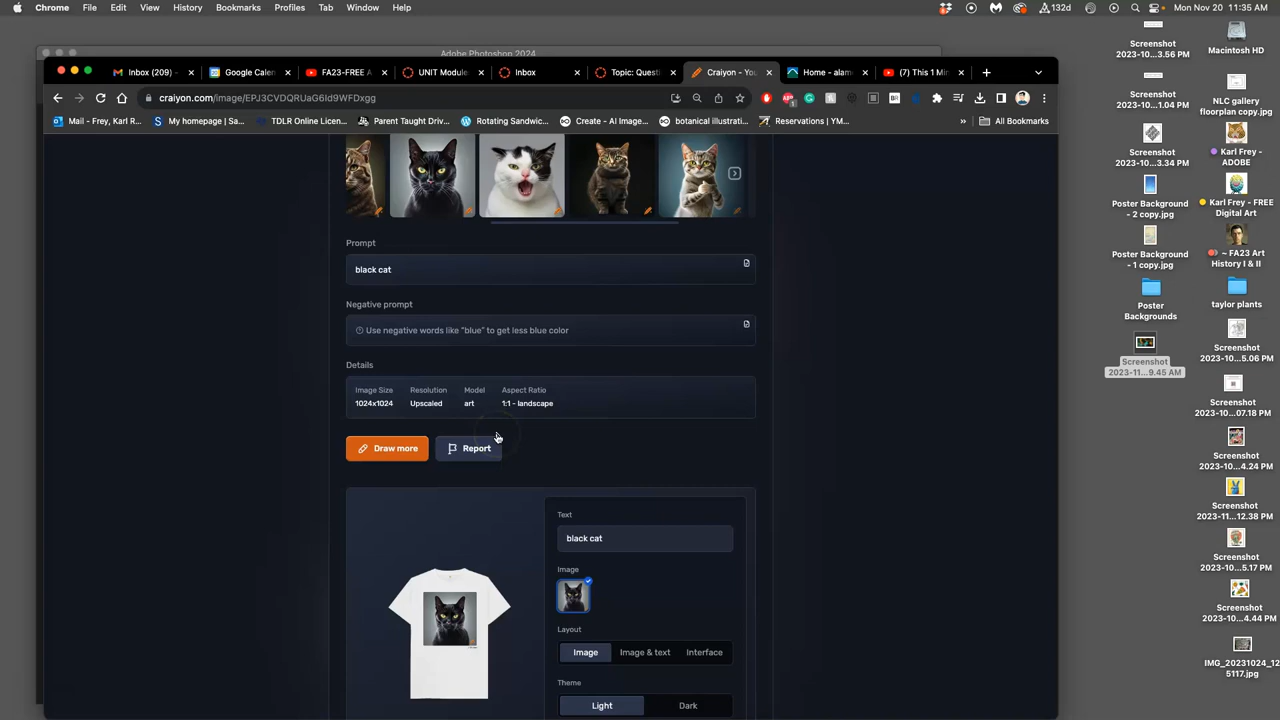 Chrome File Edit View History Bookmarks Profiles Tab Window Help
132d Mon Nov 20 11:35 AM
Adobe Photoshop 2024
Inbox (209) - Google Calen FA23-FREE A UNIT Module Inbox Topic: Questi Craiyon - You Home - alam (7) This 1 Min
craiyon.com/image/EPJ3CVDQRUaG6Id9WFDxgg
Mail - Frey, Karl R... My homepage | Sa... TDLR Online Licen... Parent Taught Driv... Rotating Swindwic...
Create - AI Image... botanical illustrati... Reservations | YM... » All Bookmarks
Prompt
black cat
Negative prompt
Use negative words like "blue" to get less blue color
Details
Image Size Resolution Model Aspect Ratio
1024x1024 Upscaled art 1:1 - landscape
Draw more Report
Text
black cat
Image
Layout
Image Image & text Interface
Theme
Light Dark
Screenshot
2023-10...3.56 PM
Macintosh HD
Screenshot
2023-10...1.04 PM
NLC gallery
floorplan copy.jpg
Screenshot
2023-10...3.34 PM
Karl Frey -
ADOBE
Poster Background
- 2 copy.jpg
Karl Frey - FREE
Digital Art
Poster Background
- 1 copy.jpg
~ FA23 Art
History I & II
Poster
Backgrounds
taylor plants
Screenshot
2023-11...9.45 AM
Screenshot
2023-10...5.06 PM
Screenshot
2023-10...07.18 PM
Screenshot
2023-10...4.24 PM
Screenshot
2023-11...12.38 PM
Screenshot
2023-10...5.17 PM
Screenshot
2023-10...4.44 PM
IMG_20231024_12
5117.jpg